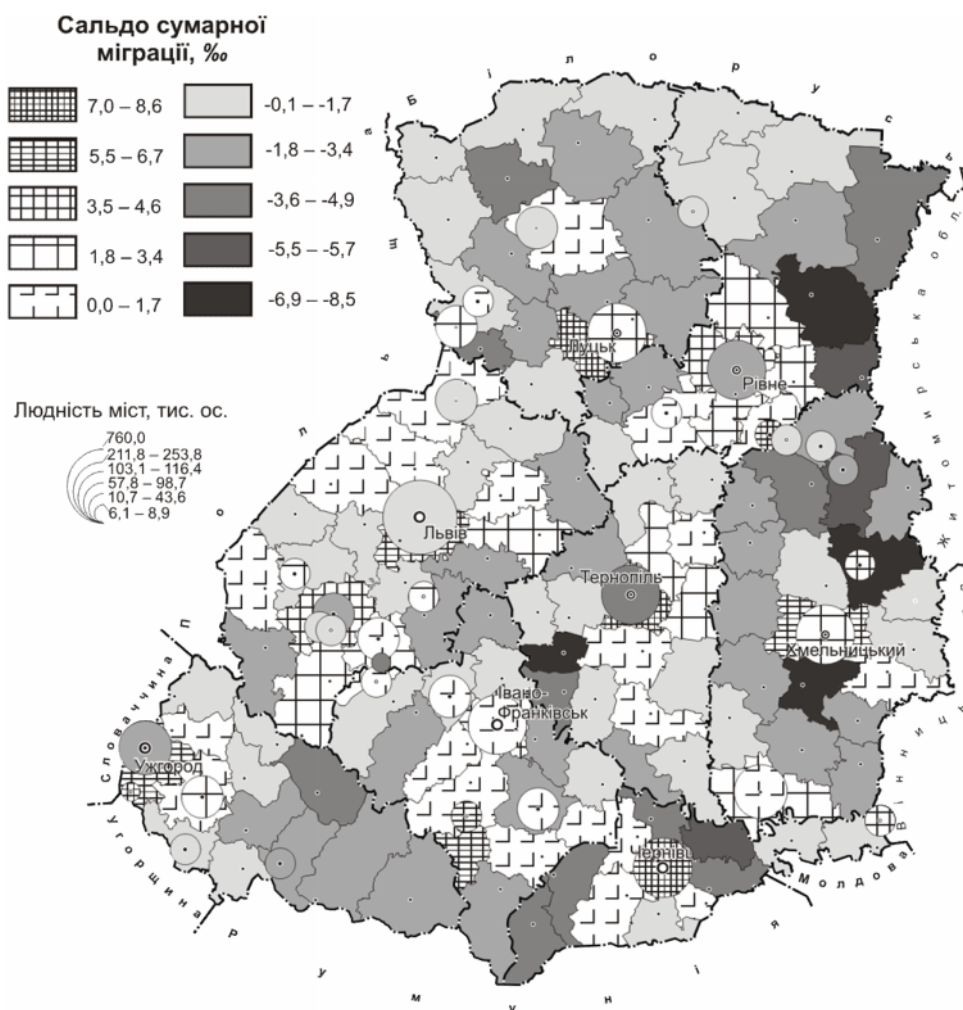 Сальдо сумарної
міграції, ‰
7,0 – 8,6
-0,1 – -1,7
5,5 – 6,7
-1,8 – -3,4
3,5 – 4,6
-3,6 – -4,9
1,8 – 3,4
-5,5 – -5,7
0,0 – 1,7
-6,9 – -8,5
Людність міст, тис. ос.
760,0
211,8 – 253,8
103,1 – 116,4
57,8 – 98,7
10,7 – 43,6
6,1 – 8,9
Білорусь
Польща
Житомирська обл.
Луцьк
Рівне
Львів
Тернопіль
Хмельницький
Івано-
Франківськ
Словаччина
Ужгород
Угорщина
Чернівці
Вінниц
Молдова
Румунія